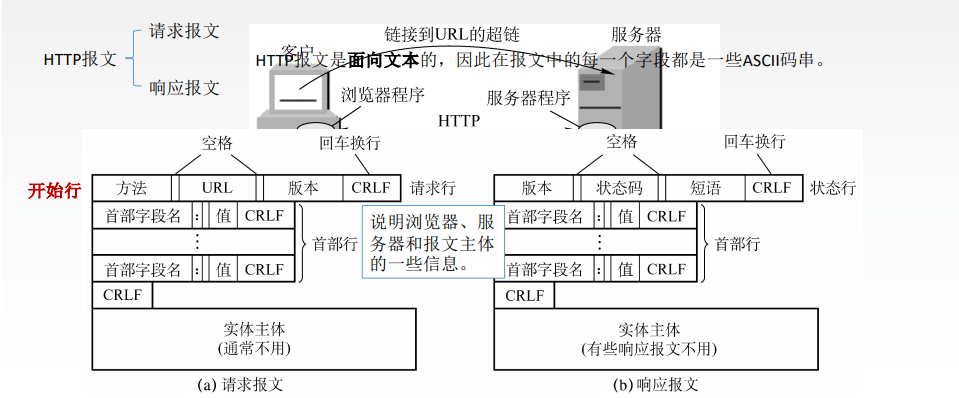 请求报文
链接到URL的超链
服务器
客户
HTTP报文
HTTP报文是面向文本的，因此在报文中的每一个字段都是一些ASCII码串。
响应报文
浏览器程序
服务器程序
HTTP
空格
回车换行
空格
回车换行
开始行
方法 URL 版本 CRLF 请求行
版本 状态码 短语 CRLF 状态行
首部字段名 : 值 CRLF
⋮
首部字段名 : 值 CRLF
首部行
CRLF
说明浏览器、服
务器和报文主体
的一些信息。
首部字段名 : 值 CRLF
⋮
首部字段名 : 值 CRLF
首部行
CRLF
实体主体
(通常不用)
实体主体
(有些响应报文不用)
(a) 请求报文
(b) 响应报文